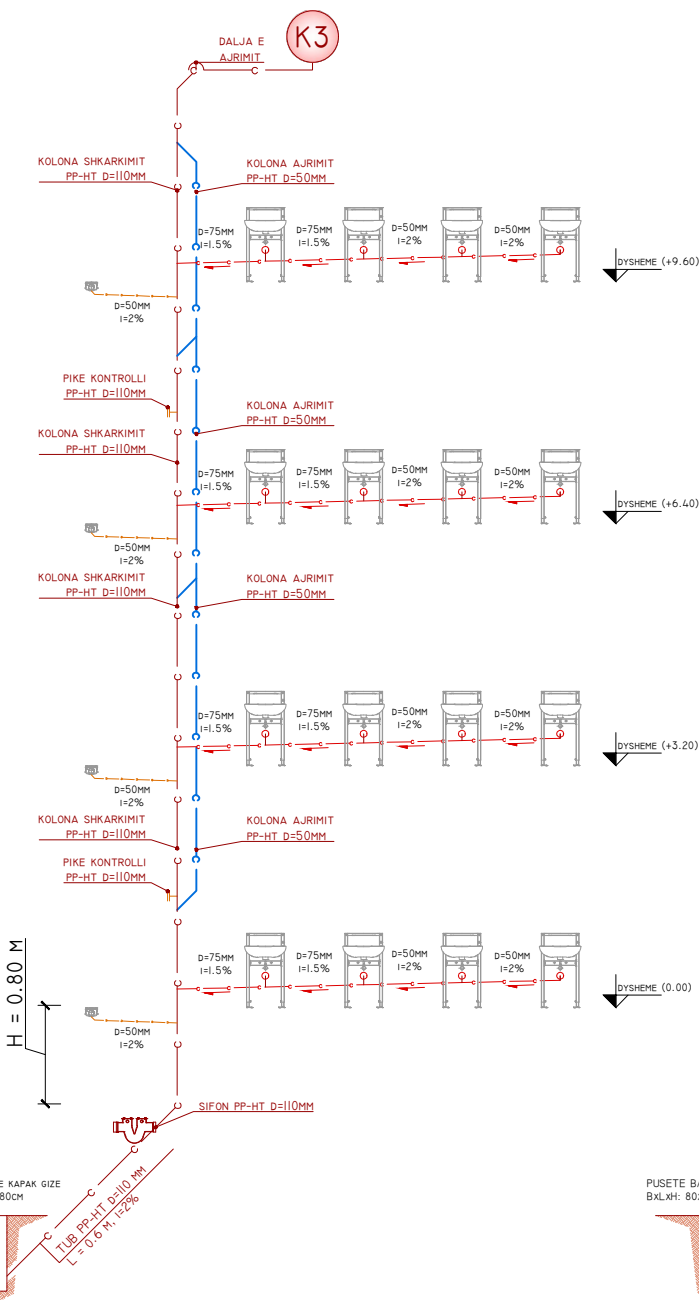 K3
DALJA E
AJRIMIT
KOLONA SHKARKIMIT
PP-HT D=110MM
KOLONA AJRIMIT
PP-HT D=50MM
D=75MM
I=1.5%
D=75MM
I=1.5%
D=50MM
I=2%
D=50MM
I=2%
DYSHEME (+9.60)
D=50MM
I=2%
PIKE KONTROLLI
PP-HT D=110MM
KOLONA AJRIMIT
PP-HT D=50MM
KOLONA SHKARKIMIT
PP-HT D=110MM
D=75MM
I=1.5%
D=75MM
I=1.5%
D=50MM
I=2%
D=50MM
I=2%
DYSHEME (+6.40)
D=50MM
I=2%
KOLONA SHKARKIMIT
PP-HT D=110MM
KOLONA AJRIMIT
PP-HT D=50MM
D=75MM
I=1.5%
D=75MM
I=1.5%
D=50MM
I=2%
D=50MM
I=2%
DYSHEME (+3.20)
D=50MM
I=2%
KOLONA SHKARKIMIT
PP-HT D=110MM
KOLONA AJRIMIT
PP-HT D=50MM
PIKE KONTROLLI
PP-HT D=110MM
D=75MM
I=1.5%
D=75MM
I=1.5%
D=50MM
I=2%
D=50MM
I=2%
DYSHEME (0.00)
H = 0.80 M
D=50MM
I=2%
SIFON PP-HT D=110MM
TUB PP-HT D=110 MM
L = 0.6 M, I=2%
E KAPAK GIZE
80CM
PUSETE
BXLXH: